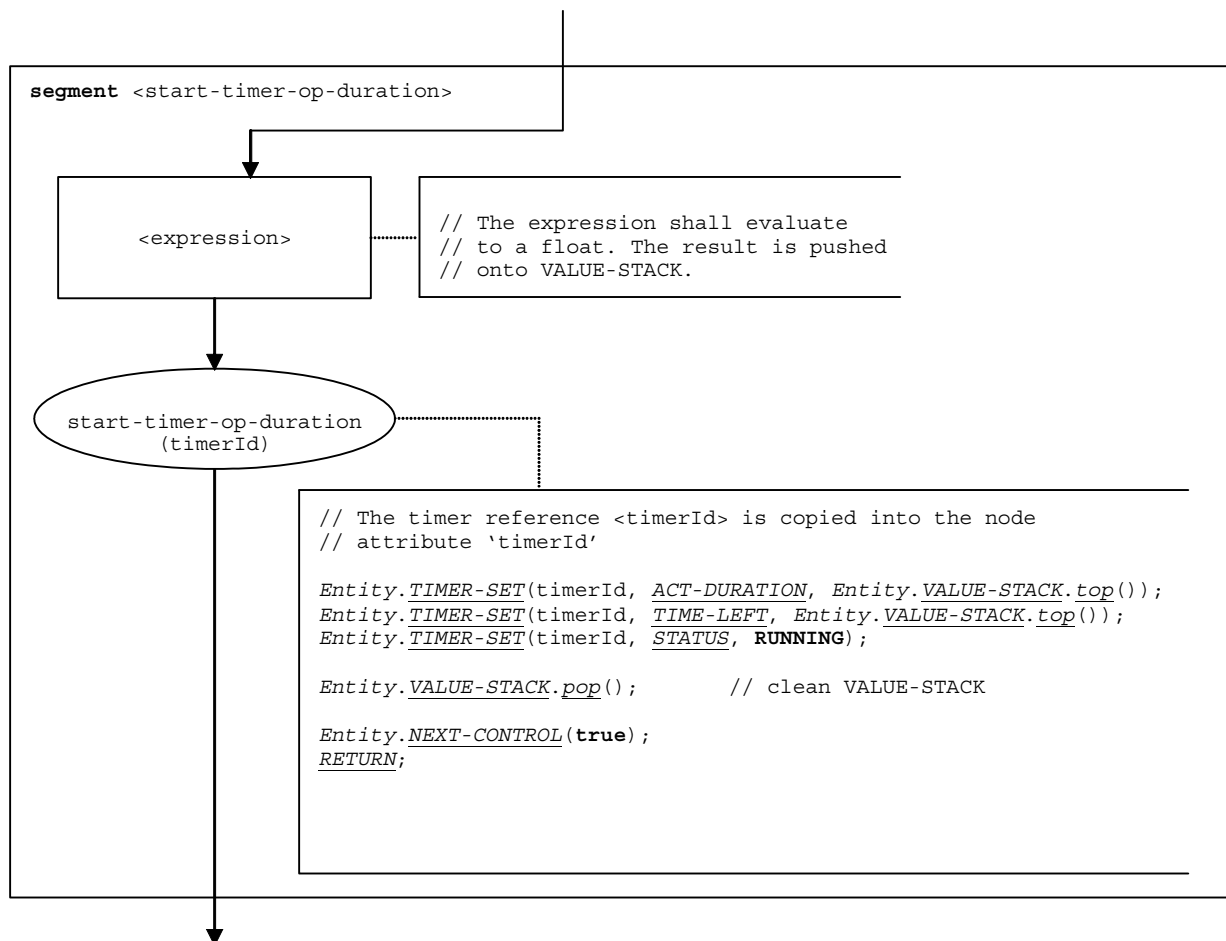 segment <start-timer-op-duration>
<expression>
// The expression shall evaluate
// to a float. The result is pushed
// onto VALUE-STACK.
start-timer-op-duration
(timerId)
// The timer reference <timerId> is copied into the node
// attribute ‘timerId’
Entity.TIMER-SET(timerId, ACT-DURATION, Entity.VALUE-STACK.top());
Entity.TIMER-SET(timerId, TIME-LEFT, Entity.VALUE-STACK.top());
Entity.TIMER-SET(timerId, STATUS, RUNNING);
Entity.VALUE-STACK.pop(); // clean VALUE-STACK
Entity.NEXT-CONTROL(true);
RETURN;